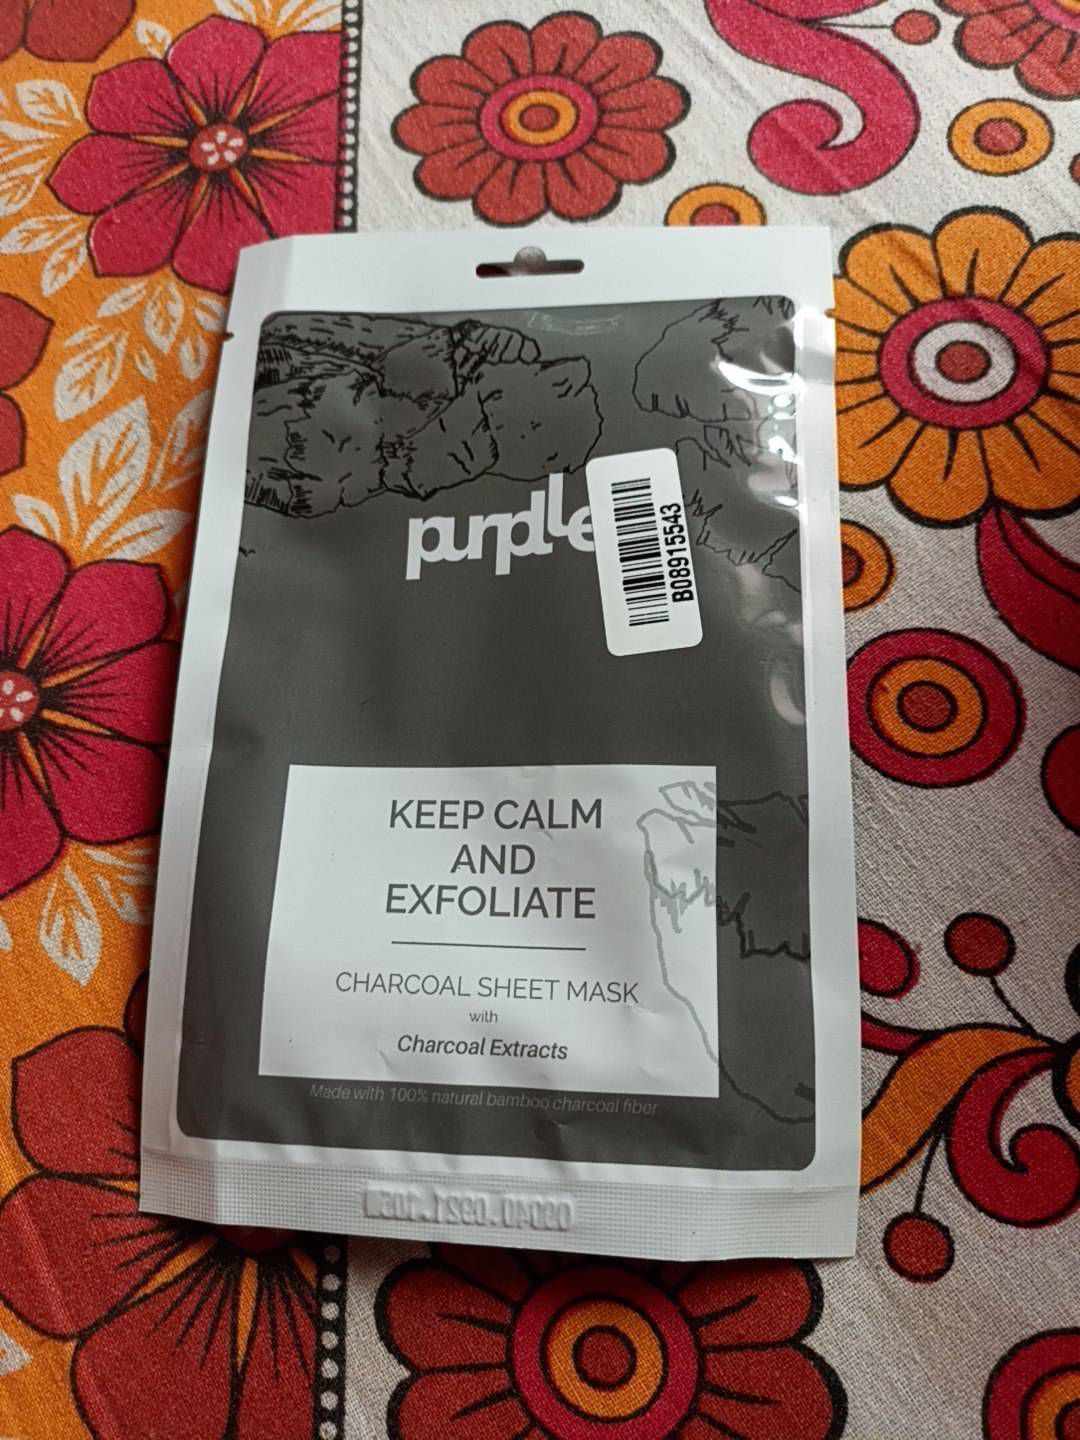 purplle
B08915543
KEEP CALM
AND
EXFOLIATE
CHARCOAL SHEET MASK
with
Charcoal Extracts
Made with 100% natural bamboo charcoal fiber